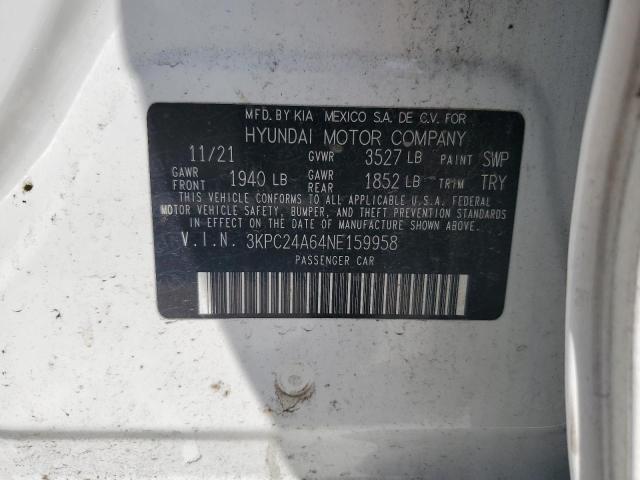 MFD. BY KIA MEXICO S.A. DE C.V. FOR
HYUNDAI MOTOR COMPANY
11/21 GVWR 3527 LB PAINT SWP
GAWR FRONT 1940 LB GAWR REAR 1852 LB TRIM TRY
THIS VEHICLE CONFORMS TO ALL APPLICABLE U.S.A. FEDERAL
MOTOR VEHICLE SAFETY, BUMPER, AND THEFT PREVENTION STANDARDS
IN EFFECT ON THE DATE OF MANUFACTURE SHOWN ABOVE.
V.I.N. 3KPC24A64NE159958
PASSENGER CAR